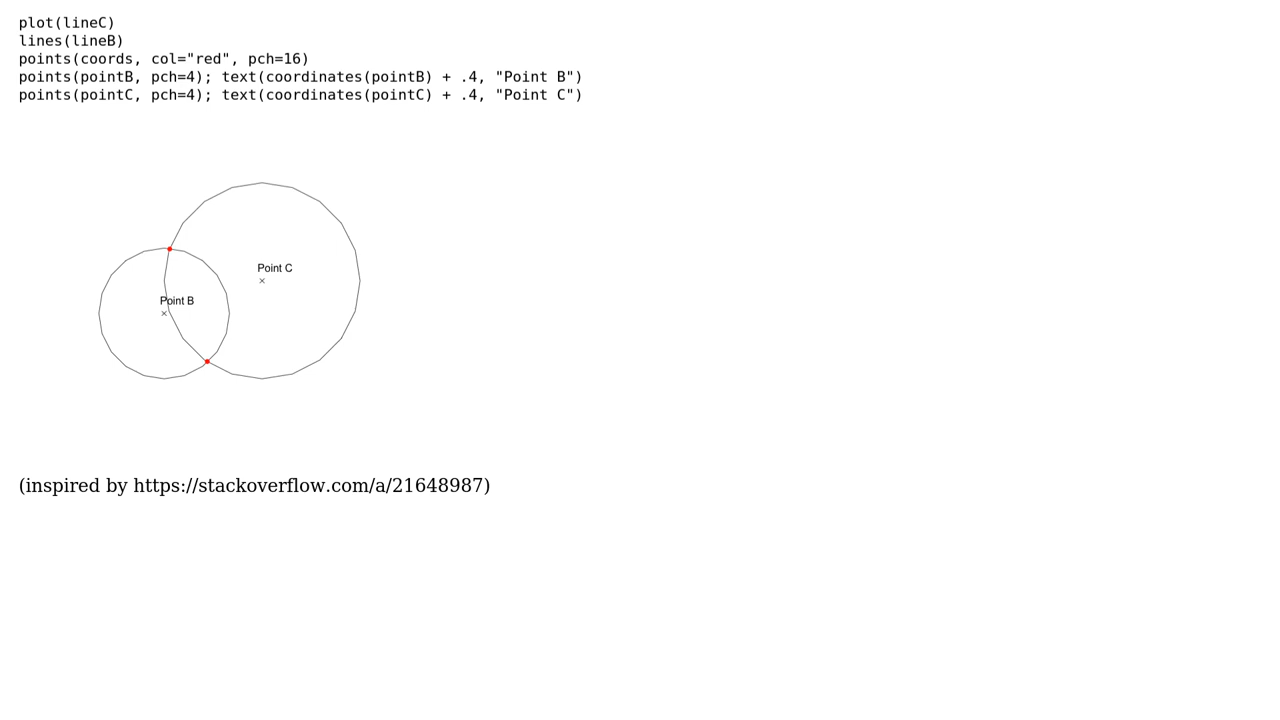 plot(lineC)
lines(lineB)
points(coords, col="red", pch=16)
points(pointB, pch=4); text(coordinates(pointB) + .4, "Point B")
points(pointC, pch=4); text(coordinates(pointC) + .4, "Point C")
Point C
Point B
(inspired by https://stackoverflow.com/a/21648987)